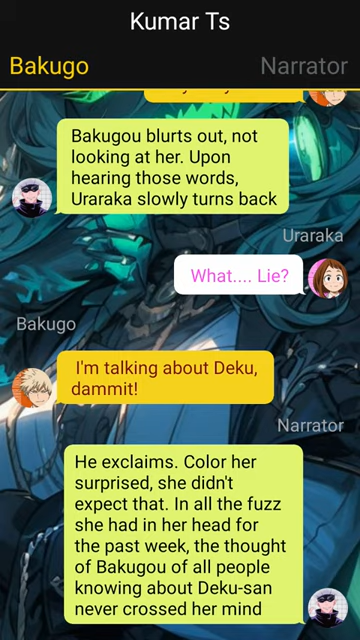 Kumar Ts
Bakugo
Narrator
Bakugou blurts out, not
looking at her. Upon
hearing those words,
Uraraka slowly turns back
Uraraka
What.... Lie?
Bakugo
I'm talking about Deku,
dammit!
Narrator
He exclaims. Color her
surprised, she didn't
expect that. In all the fuzz
she had in her head for
the past week, the thought
of Bakugou of all people
knowing about Deku-san
never crossed her mind